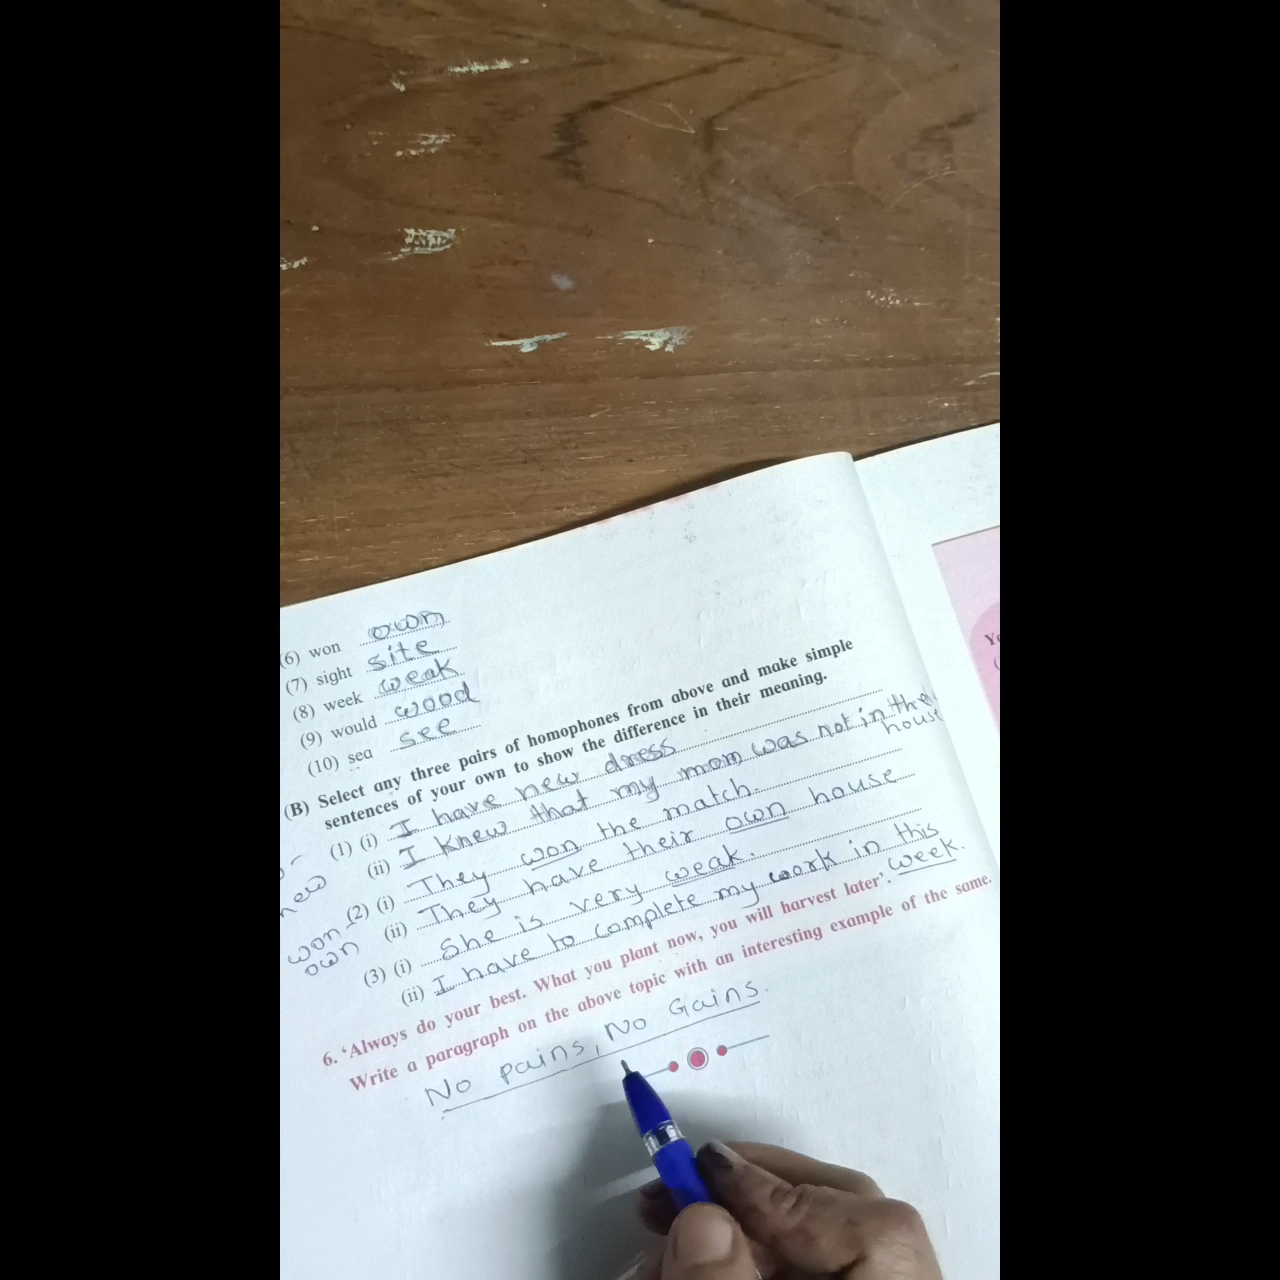 (6) won own
(7) sight site
(8) week weak
(9) would wood
(10) sea see
(B) Select any three pairs of homophones from above and make simple
sentences of your own to show the difference in their meaning.
(1) (i) I have new dress
(ii) I knew that my mom was not in the
house
new
(2) (i) They won the match.
(ii) They have their own house
won -
own
(3) (i) She is very weak.
(ii) I have to complete my work in this
week.
6. 'Always do your best. What you plant now, you will harvest later'.
Write a paragraph on the above topic with an interesting example of the same.
No pains, No Gains.